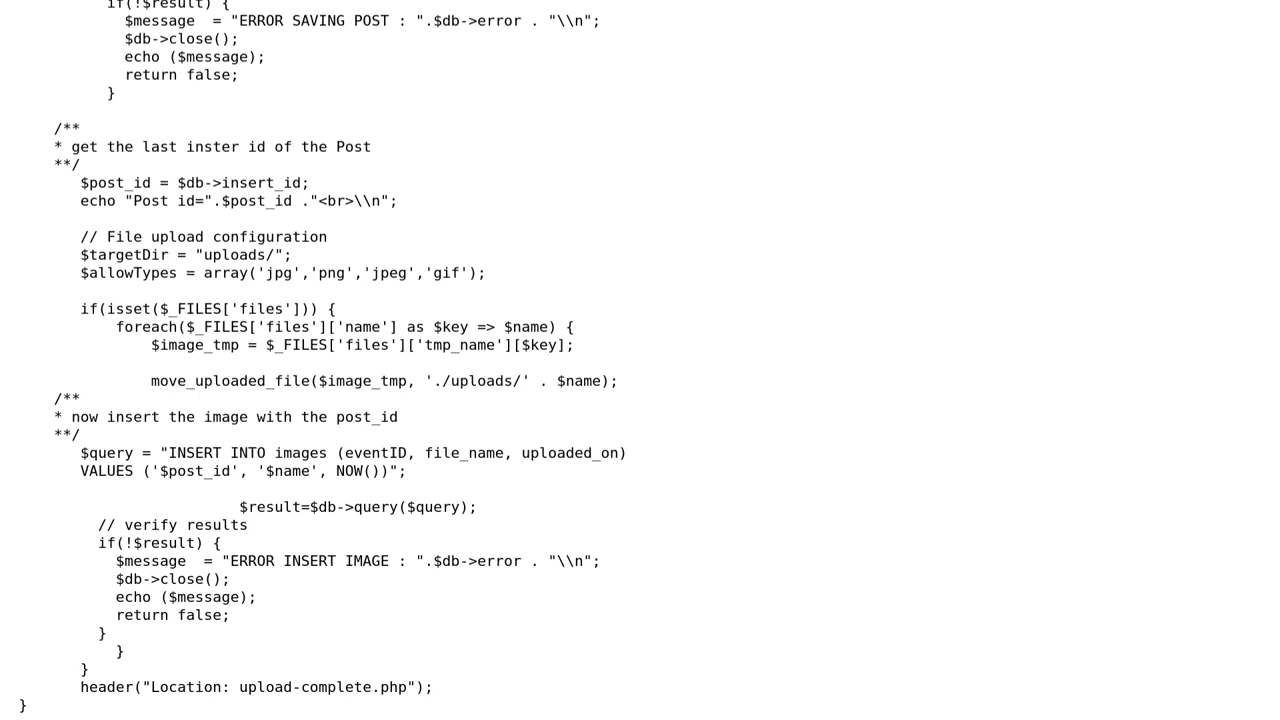 if(!$result) {
$message  = "ERROR SAVING POST : ".$db->error . "\\n";
$db->close();
echo ($message);
return false;
}
/**
* get the last inster id of the Post
**/
$post_id = $db->insert_id;
echo "Post id=".$post_id ."<br>\\n";
// File upload configuration
$targetDir = "uploads/";
$allowTypes = array('jpg','png','jpeg','gif');
if(isset($_FILES['files'])) {
foreach($_FILES['files']['name'] as $key => $name) {
$image_tmp = $_FILES['files']['tmp_name'][$key];
move_uploaded_file($image_tmp, './uploads/' . $name);
/**
* now insert the image with the post_id
**/
$query = "INSERT INTO images (eventID, file_name, uploaded_on)
VALUES ('$post_id', '$name', NOW())";
$result=$db->query($query);
// verify results
if(!$result) {
$message  = "ERROR INSERT IMAGE : ".$db->error . "\\n";
$db->close();
echo ($message);
return false;
}
}
}
header("Location: upload-complete.php");
}